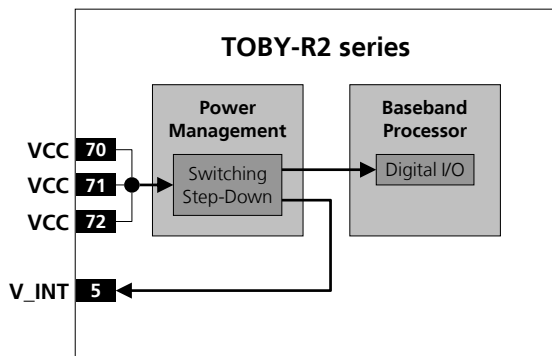 TOBY-R2 series
Power
Management
Baseband
Processor
VCC 70
VCC 71
VCC 72
Switching
Step-Down
Digital I/O
V_INT 5